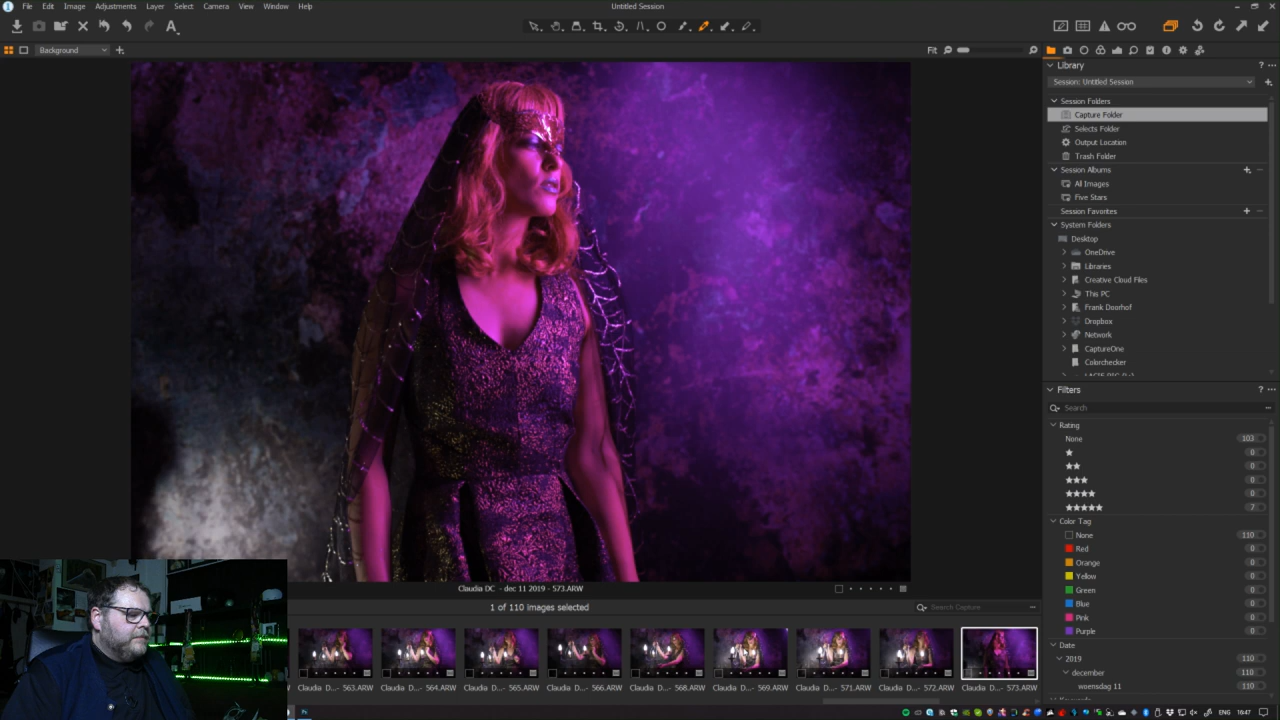 File Edit Image Adjustments Layer Select Camera View Window Help
Untitled Session
Background
Fit
Library
Session: Untitled Session
Session Folders
Capture Folder
Selects Folder
Output Location
Trash Folder
Session Albums
All Images
Five Stars
Session Favorites
System Folders
Desktop
OneDrive
Libraries
Creative Cloud Files
This PC
Frank Doorhof
Dropbox
Network
CaptureOne
Colorchecker
Filters
Search
Rating
None 103
0
0
0
0
7
Color Tag
None 110
Red 0
Orange 0
Yellow 0
Green 0
Blue 0
Pink 0
Purple 0
Date
2019 110
december 110
woensdag 11 110
Claudia DC - dec 11 2019 - 573.ARW
1 of 110 images selected
Search Capture
Claudia D...- 563.ARW
Claudia D...- 564.ARW
Claudia D...- 565.ARW
Claudia D...- 566.ARW
Claudia D...- 568.ARW
Claudia D...- 569.ARW
Claudia D...- 571.ARW
Claudia D...- 572.ARW
Claudia D...- 573.ARW
ENG 16:47